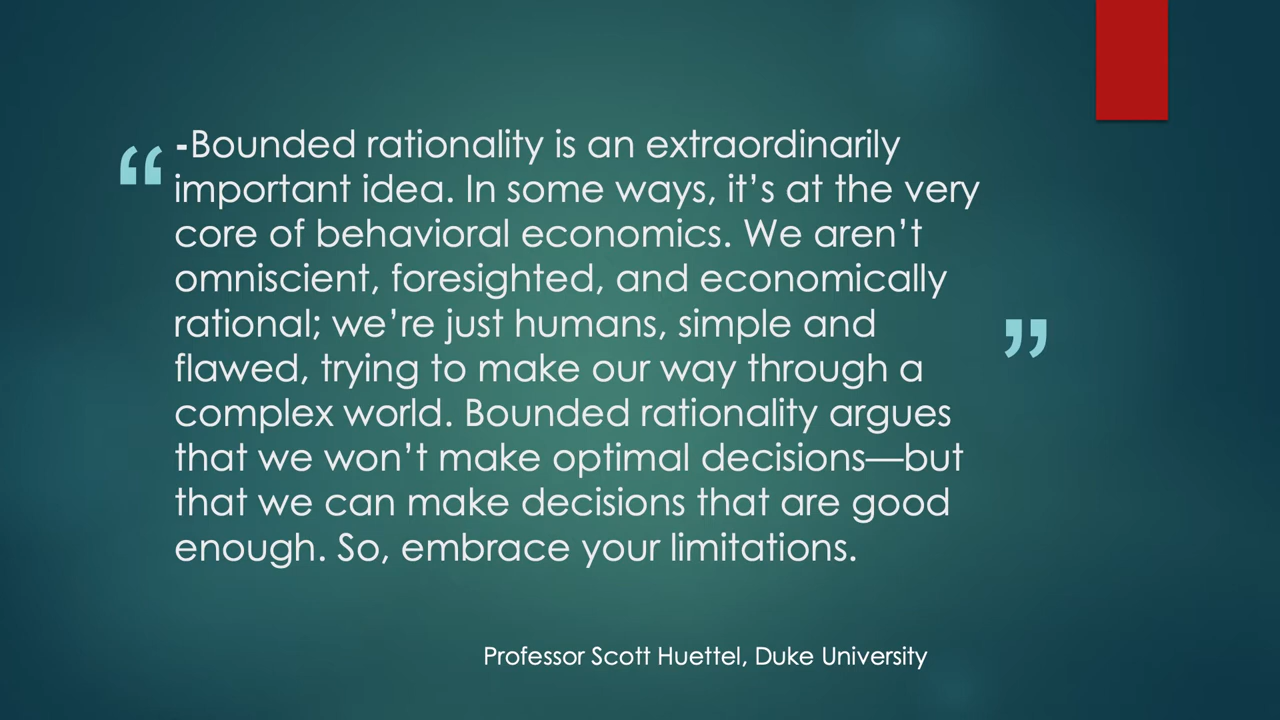 “ -Bounded rationality is an extraordinarily
important idea. In some ways, it’s at the very
core of behavioral economics. We aren’t
omniscient, foresighted, and economically
rational; we’re just humans, simple and
flawed, trying to make our way through a
complex world. Bounded rationality argues
that we won’t make optimal decisions—but
that we can make decisions that are good
enough. So, embrace your limitations. ”
Professor Scott Huettel, Duke University